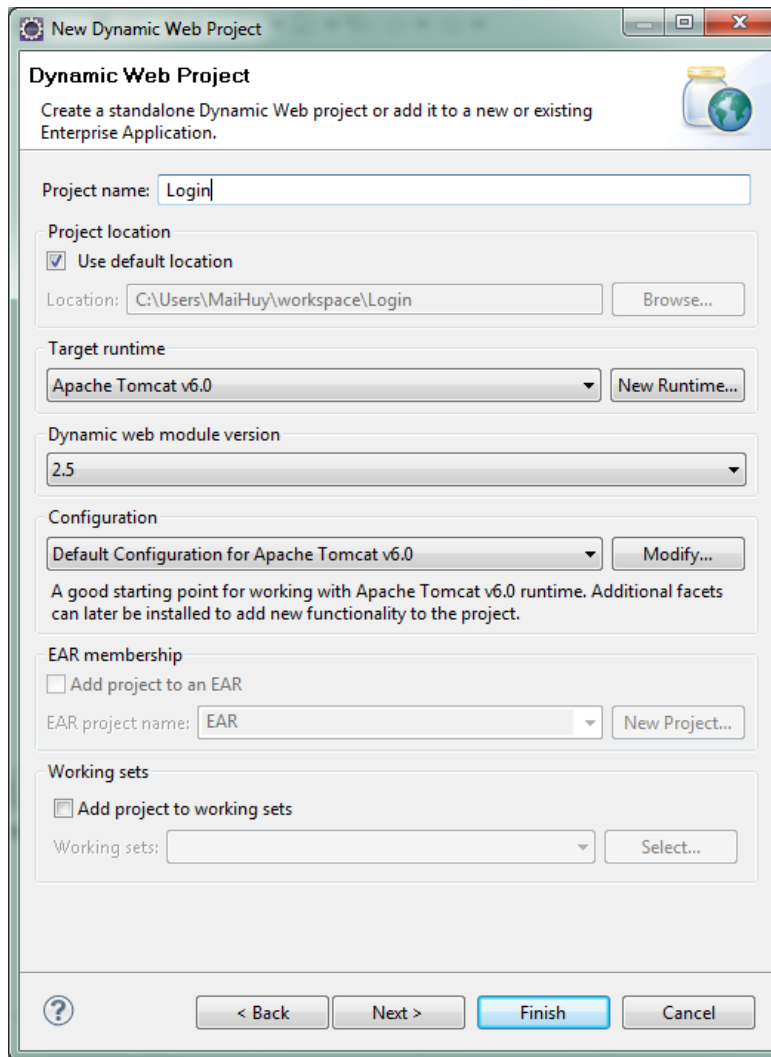 New Dynamic Web Project
Dynamic Web Project
Create a standalone Dynamic Web project or add it to a new or existing
Enterprise Application.
Project name: Login
Project location
Use default location
Location: C:\Users\MaiHuy\workspace\Login Browse...
Target runtime
Apache Tomcat v6.0 New Runtime...
Dynamic web module version
2.5
Configuration
Default Configuration for Apache Tomcat v6.0 Modify...
A good starting point for working with Apache Tomcat v6.0 runtime. Additional facets
can later be installed to add new functionality to the project.
EAR membership
Add project to an EAR
EAR project name: EAR New Project...
Working sets
Add project to working sets
Working sets: Select...
? < Back Next > Finish Cancel